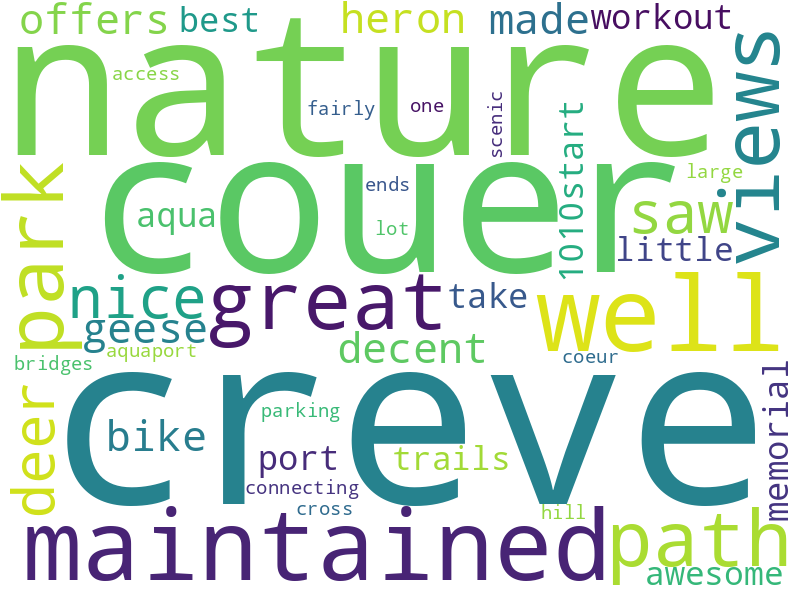 offers best heron made workout
nature
access
fairly one
scenic
views
1010start
couer
ends
large
aqua
lot
saw
little
park
nice
great
take
well
geese
decent
aquaport
bridges
coeur
creve
deer
bike
parking
port
trails
memorial
connecting
cross
hill
maintained
path
awesome